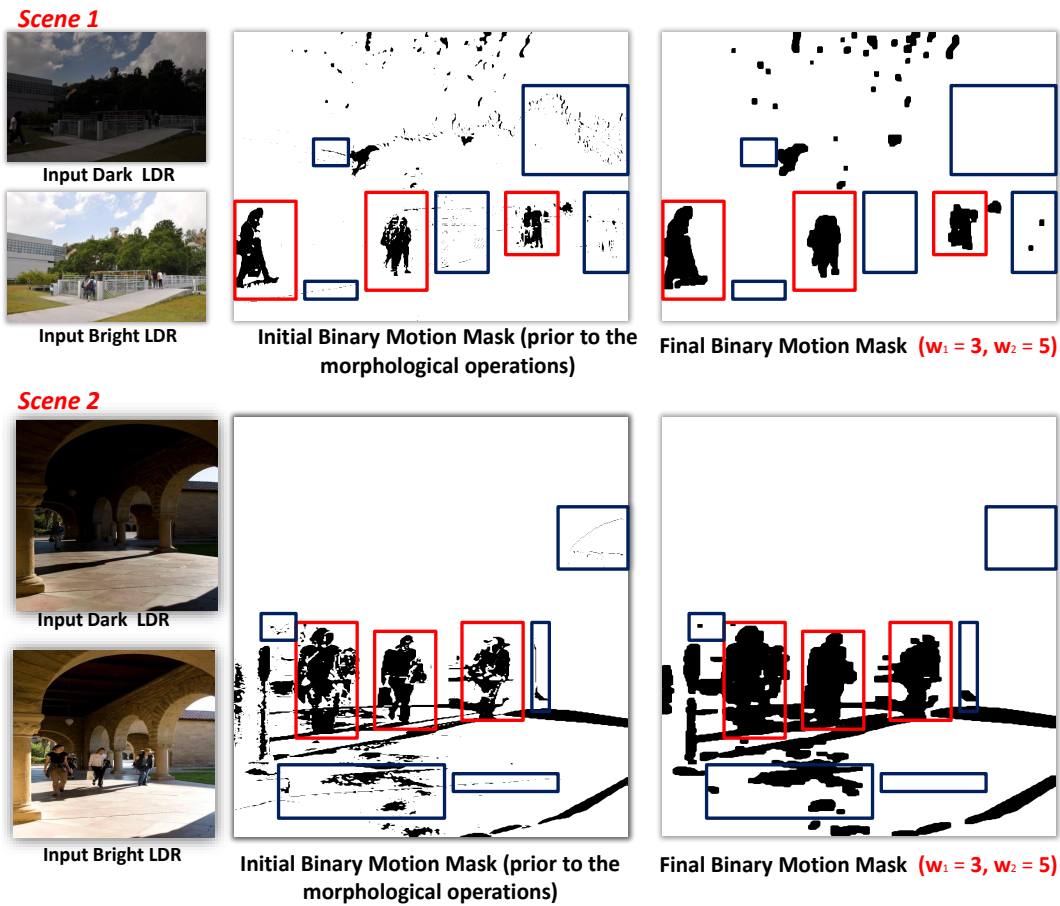 Scene 1
Input Dark LDR
Input Bright LDR
Initial Binary Motion Mask (prior to the
morphological operations)
Final Binary Motion Mask (w₁ = 3, w₂ = 5)
Scene 2
Input Dark LDR
Input Bright LDR
Initial Binary Motion Mask (prior to the
morphological operations)
Final Binary Motion Mask (w₁ = 3, w₂ = 5)